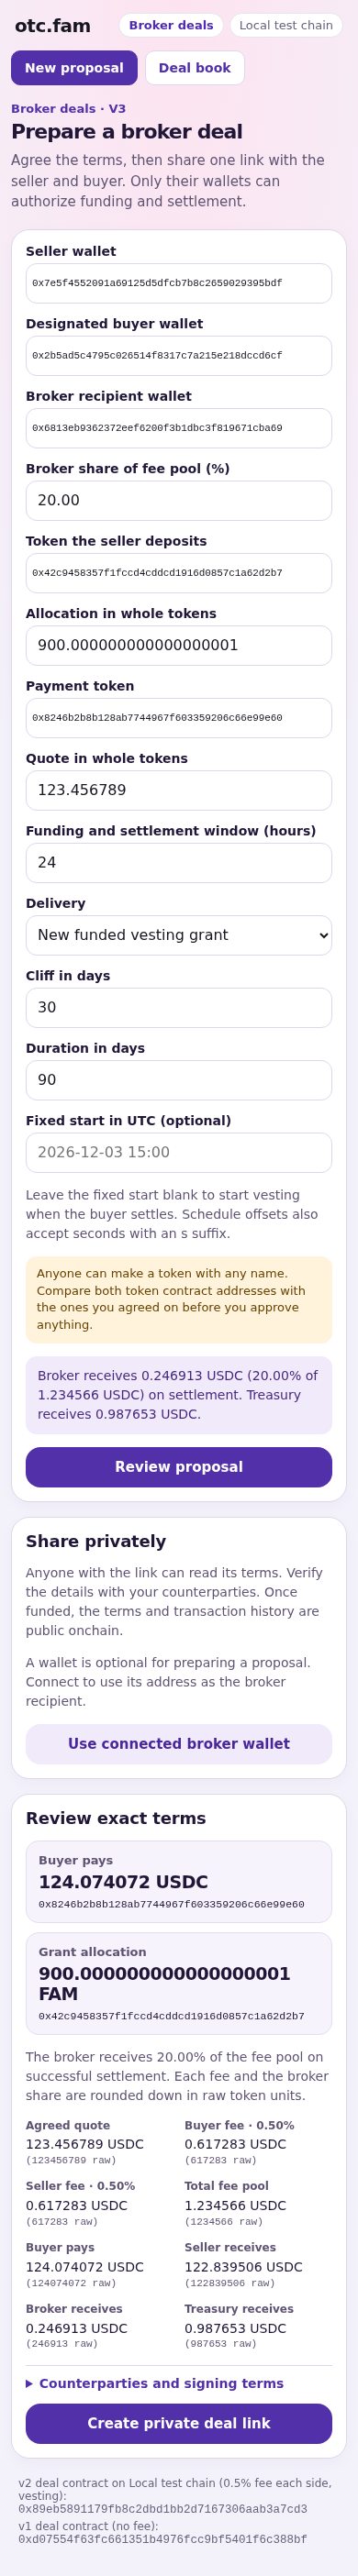 otc.fam
Broker deals
Local test chain
New proposal
Deal book
Broker deals · V3
Prepare a broker deal
Agree the terms, then share one link with the
seller and buyer. Only their wallets can
authorize funding and settlement.
Seller wallet
0x7e5f4552091a69125d5dfcb7b8c2659029395bdf
Designated buyer wallet
0x2b5ad5c4795c026514f8317c7a215e218dccd6cf
Broker recipient wallet
0x6813eb9362372eef6200f3b1dbc3f819671cba69
Broker share of fee pool (%)
20.00
Token the seller deposits
0x42c9458357f1fccd4cddcd1916d0857c1a62d2b7
Allocation in whole tokens
900.000000000000000001
Payment token
0x8246b2b8b128ab7744967f603359206c66e99e60
Quote in whole tokens
123.456789
Funding and settlement window (hours)
24
Delivery
New funded vesting grant
Cliff in days
30
Duration in days
90
Fixed start in UTC (optional)
2026-12-03 15:00
Leave the fixed start blank to start vesting
when the buyer settles. Schedule offsets also
accept seconds with an s suffix.
Anyone can make a token with any name.
Compare both token contract addresses with
the ones you agreed on before you approve
anything.
Broker receives 0.246913 USDC (20.00% of
1.234566 USDC) on settlement. Treasury
receives 0.987653 USDC.
Review proposal
Share privately
Anyone with the link can read its terms. Verify
the details with your counterparties. Once
funded, the terms and transaction history are
public onchain.
A wallet is optional for preparing a proposal.
Connect to use its address as the broker
recipient.
Use connected broker wallet
Review exact terms
Buyer pays
124.074072 USDC
0x8246b2b8b128ab7744967f603359206c66e99e60
Grant allocation
900.000000000000000001
FAM
0x42c9458357f1fccd4cddcd1916d0857c1a62d2b7
The broker receives 20.00% of the fee pool on
successful settlement. Each fee and the broker
share are rounded down in raw token units.
Agreed quote
123.456789 USDC
(123456789 raw)
Buyer fee · 0.50%
0.617283 USDC
(617283 raw)
Seller fee · 0.50%
0.617283 USDC
(617283 raw)
Total fee pool
1.234566 USDC
(1234566 raw)
Buyer pays
124.074072 USDC
(124074072 raw)
Seller receives
122.839506 USDC
(122839506 raw)
Broker receives
0.246913 USDC
(246913 raw)
Treasury receives
0.987653 USDC
(987653 raw)
Counterparties and signing terms
Create private deal link
v2 deal contract on Local test chain (0.5% fee each side,
vesting):
0x89eb5891179fb8c2dbd1bb2d7167306aab3a7cd3
v1 deal contract (no fee):
0xd07554f63fc661351b4976fcc9bf5401f6c388bf